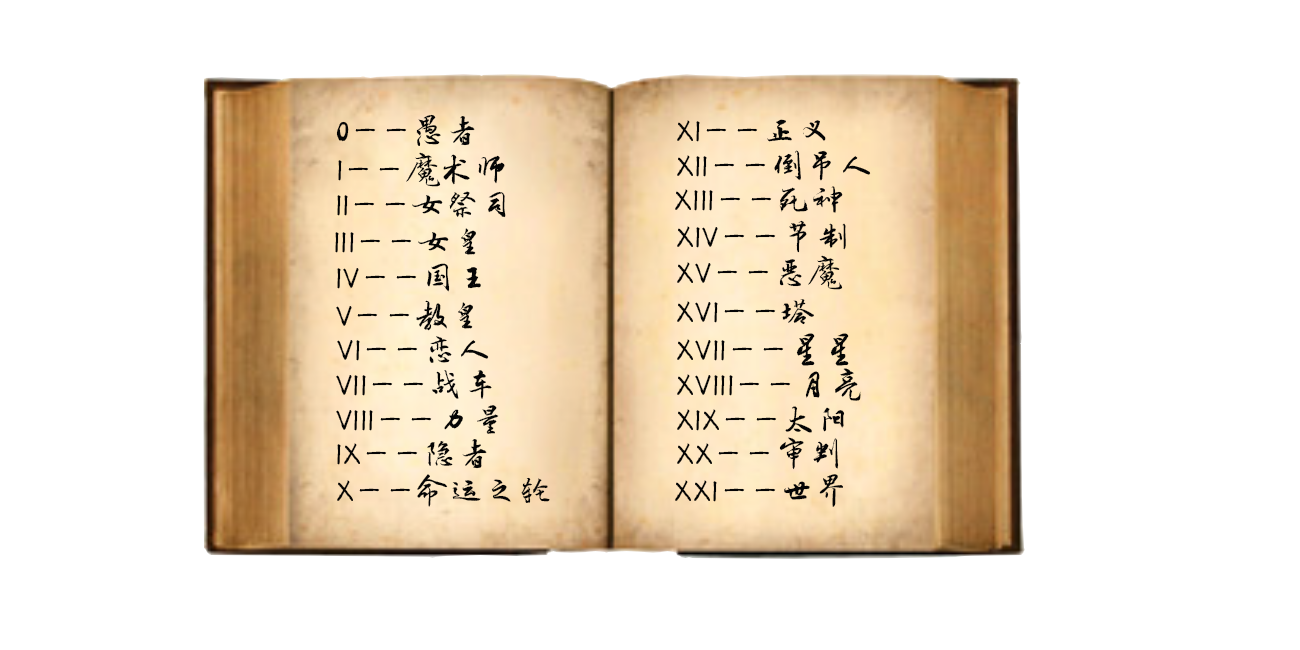 0——愚者
I——魔术师
II——女祭司
III——女皇
IV——国王
V——教皇
VI——恋人
VII——战车
VIII——力量
IX——隐者
X——命运之轮
XI——正义
XII——倒吊人
XIII——死神
XIV——节制
XV——恶魔
XVI——塔
XVII——星星
XVIII——月亮
XIX——太阳
XX——审判
XXI——世界